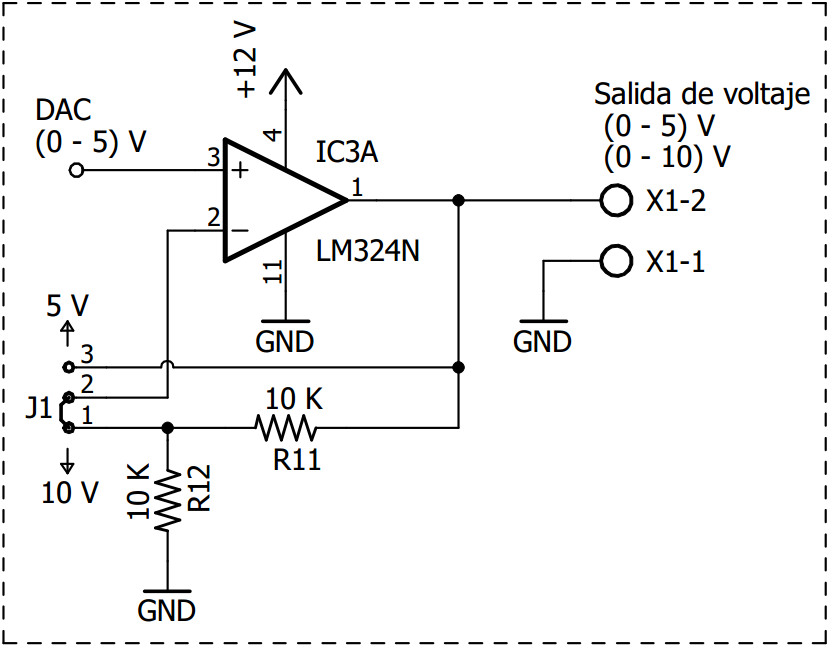 +12 V
DAC
(0 - 5) V
Salida de voltaje
(0 - 5) V
(0 - 10) V
4
IC3A
3
+
1
X1-2
2
−
LM324N
11
X1-1
GND
GND
5 V
3
2
J1
1
10 K
R11
10 V
10 K
R12
GND